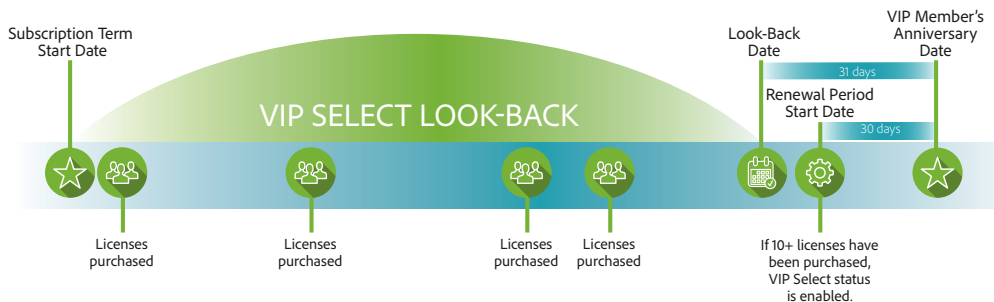 Subscription Term
Start Date
Look-Back
Date
VIP Member’s
Anniversary
Date
31 days
Renewal Period
Start Date
30 days
VIP SELECT LOOK-BACK
Licenses
purchased
Licenses
purchased
Licenses
purchased
Licenses
purchased
If 10+ licenses have
been purchased,
VIP Select status
is enabled.